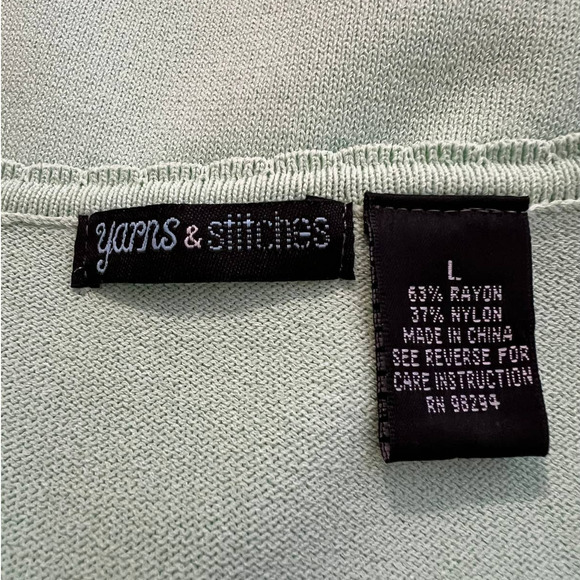 yarns & stitches
L
63% RAYON
37% NYLON
MADE IN CHINA
SEE REVERSE FOR
CARE INSTRUCTION
RN 98294